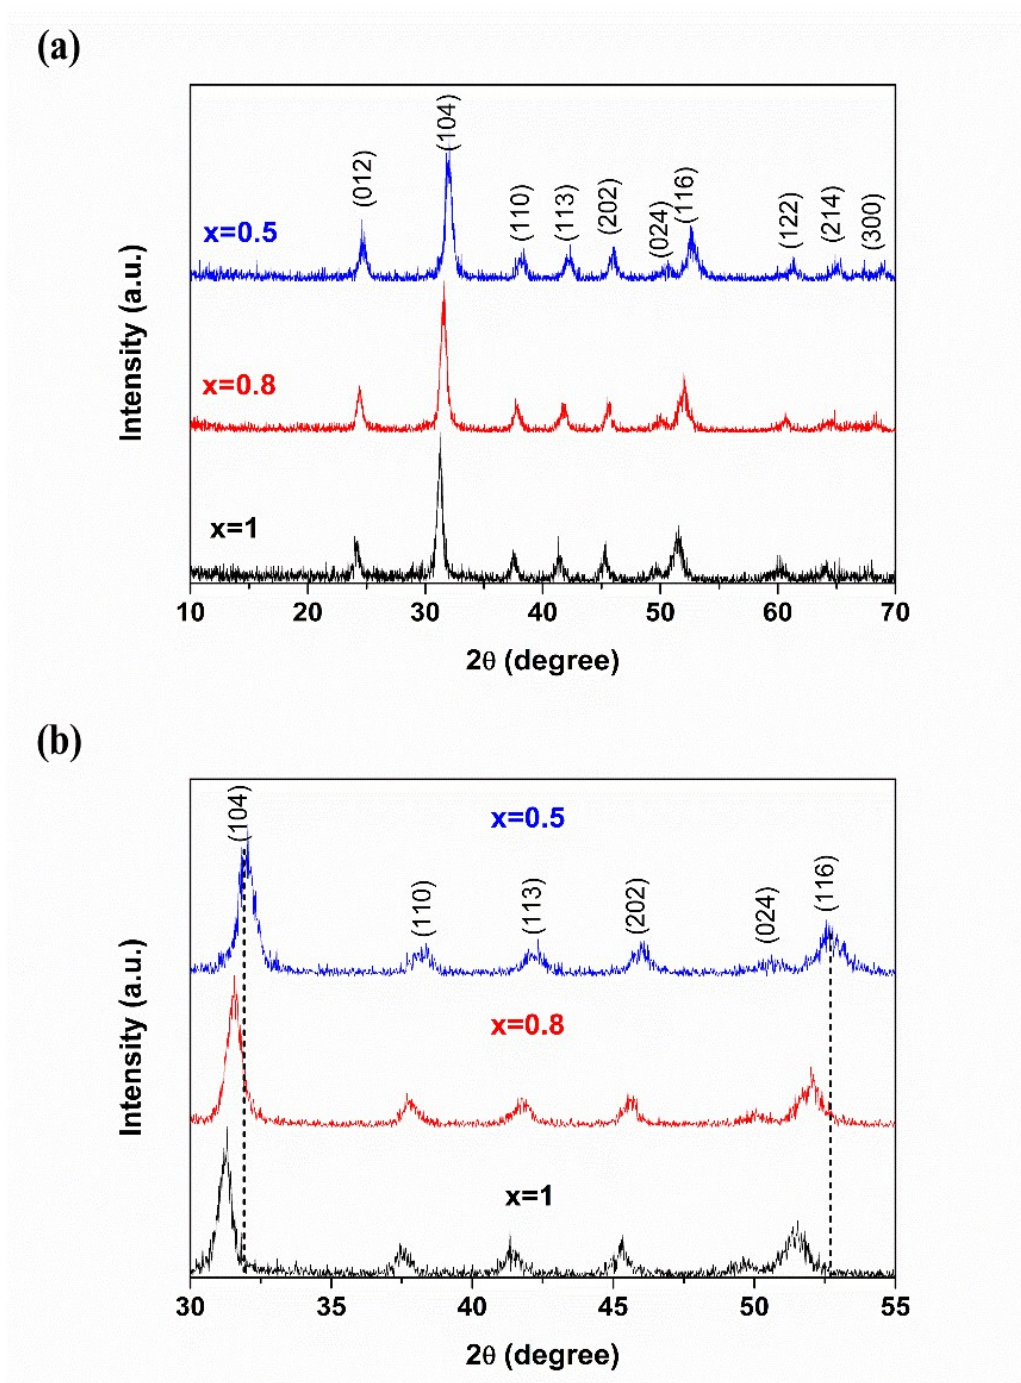 (a)
(012)
(104)
(110)
(113)
(202)
(024)
(116)
(122)
(214)
(300)
x=0.5
x=0.8
x=1
Intensity (a.u.)
10 20 30 40 50 60 70
2θ (degree)
(b)
(104)
(110)
(113)
(202)
(024)
(116)
x=0.5
x=0.8
x=1
Intensity (a.u.)
30 35 40 45 50 55
2θ (degree)